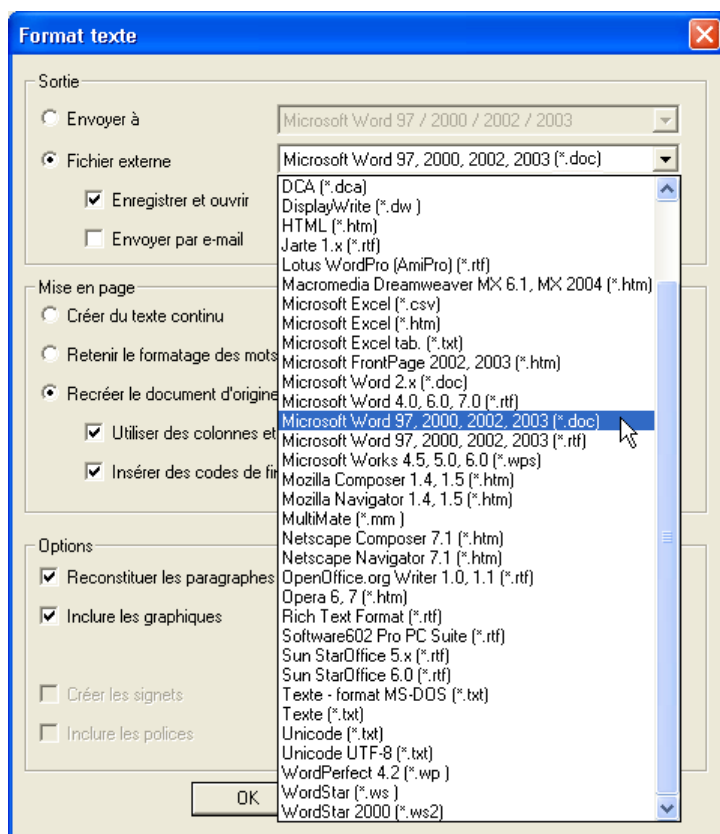 Format texte
Sortie
Envoyer à
Microsoft Word 97 / 2000 / 2002 / 2003
Fichier externe
Microsoft Word 97, 2000, 2002, 2003 (*.doc)
Enregistrer et ouvrir
Envoyer par e-mail
DCA (*.dca)
DisplayWrite (*.dw )
HTML (*.htm)
Jarte 1.x (*.rtf)
Lotus WordPro (AmiPro) (*.rtf)
Macromedia Dreamweaver MX 6.1, MX 2004 (*.htm)
Microsoft Excel (*.csv)
Microsoft Excel (*.htm)
Microsoft Excel tab. (*.txt)
Microsoft FrontPage 2002, 2003 (*.htm)
Microsoft Word 2.x (*.doc)
Microsoft Word 4.0, 6.0, 7.0 (*.rtf)
Microsoft Word 97, 2000, 2002, 2003 (*.doc)
Microsoft Word 97, 2000, 2002, 2003 (*.rtf)
Microsoft Works 4.5, 5.0, 6.0 (*.wps)
Mozilla Composer 1.4, 1.5 (*.htm)
Mozilla Navigator 1.4, 1.5 (*.htm)
MultiMate (*.mm )
Netscape Composer 7.1 (*.htm)
Netscape Navigator 7.1 (*.htm)
OpenOffice.org Writer 1.0, 1.1 (*.rtf)
Opera 6, 7 (*.htm)
Rich Text Format (*.rtf)
Software602 Pro PC Suite (*.rtf)
Sun StarOffice 5.x (*.rtf)
Sun StarOffice 6.0 (*.rtf)
Texte - format MS-DOS (*.txt)
Texte (*.txt)
Unicode (*.txt)
Unicode UTF-8 (*.txt)
WordPerfect 4.2 (*.wp )
WordStar (*.ws )
WordStar 2000 (*.ws2)
Mise en page
Créer du texte continu
Retenir le formatage des mots
Recréer le document d'origine
Utiliser des colonnes et
Insérer des codes de fi
Options
Reconstituer les paragraphes
Inclure les graphiques
Créer les signets
Inclure les polices
OK